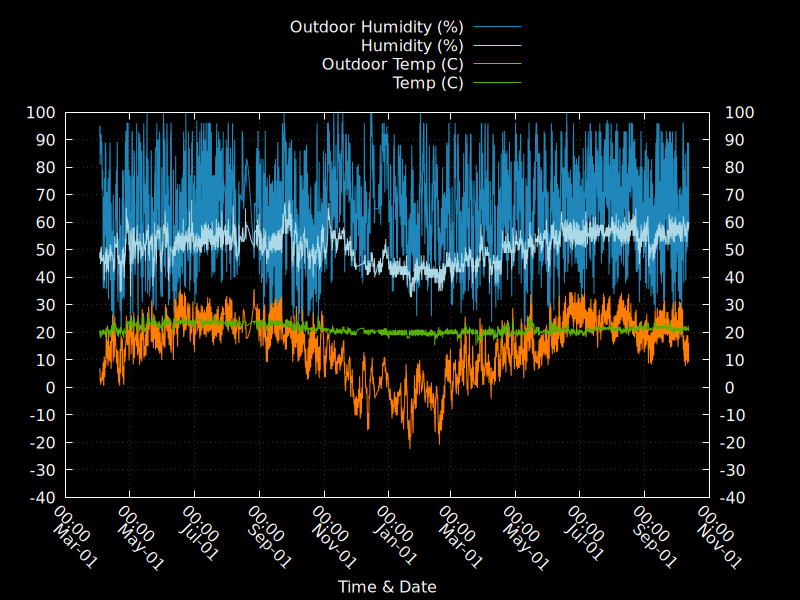 Outdoor Humidity (%)
Humidity (%)
Outdoor Temp (C)
Temp (C)
100 100
90 90
80 80
70 70
60 60
50 50
40 40
30 30
20 20
10 10
0 0
-10 -10
-20 -20
-30 -30
-40 -40
00:00 00:00 00:00 00:00 00:00 00:00 00:00 00:00 00:00 00:00 00:00
Mar-01 May-01 Jul-01 Sep-01 Nov-01 Jan-01 Mar-01 May-01 Jul-01 Sep-01 Nov-01
Time & Date